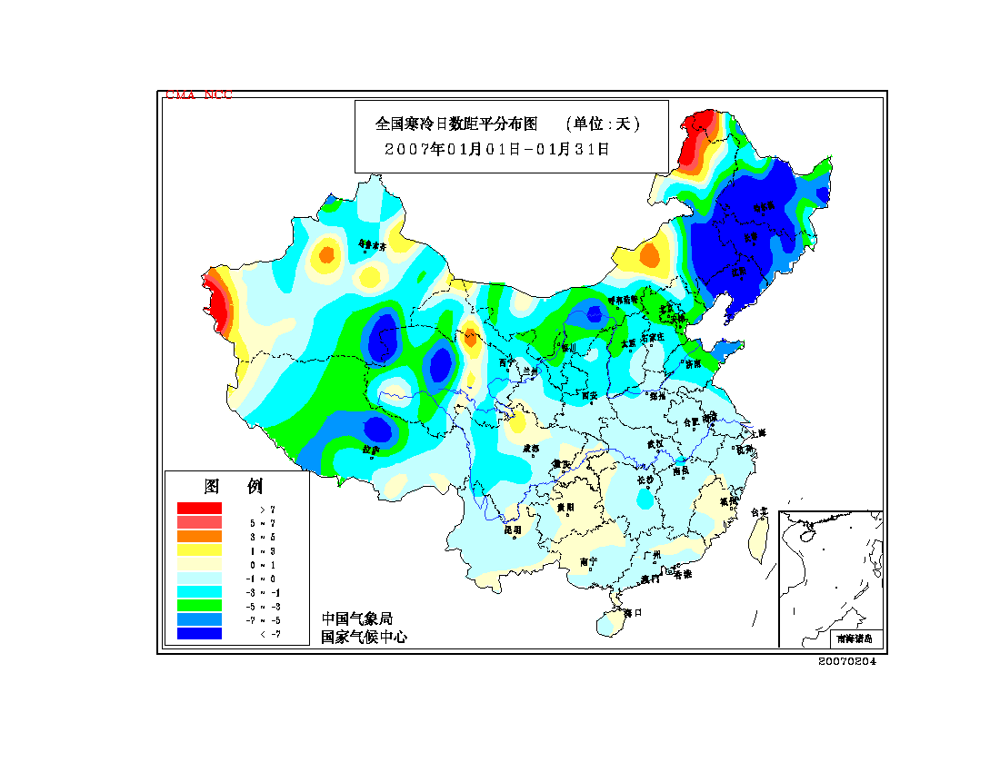 CMA NCC
全国寒冷日数距平分布图 (单位:天)
2007年01月01日-01月31日
哈尔滨
长春
沈阳
乌鲁木齐
呼和浩特
北京
天津
银川
太原
石家庄
济南
西宁
兰州
西安
郑州
合肥
南京
上海
杭州
拉萨
成都
重庆
武汉
长沙
南昌
贵阳
福州
台北
昆明
南宁
广州
澳门
香港
海口
图 例
> 7
5 ~ 7
3 ~ 5
1 ~ 3
0 ~ 1
-1 ~ 0
-3 ~ -1
-5 ~ -3
-7 ~ -5
< -7
中国气象局
国家气候中心
南海诸岛
20070204